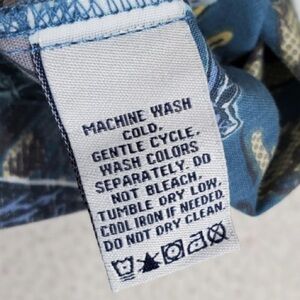 MACHINE WASH
COLD.
GENTLE CYCLE.
WASH COLORS
SEPARATELY. DO
NOT BLEACH.
TUMBLE DRY LOW.
COOL IRON IF NEEDED.
DO NOT DRY CLEAN.